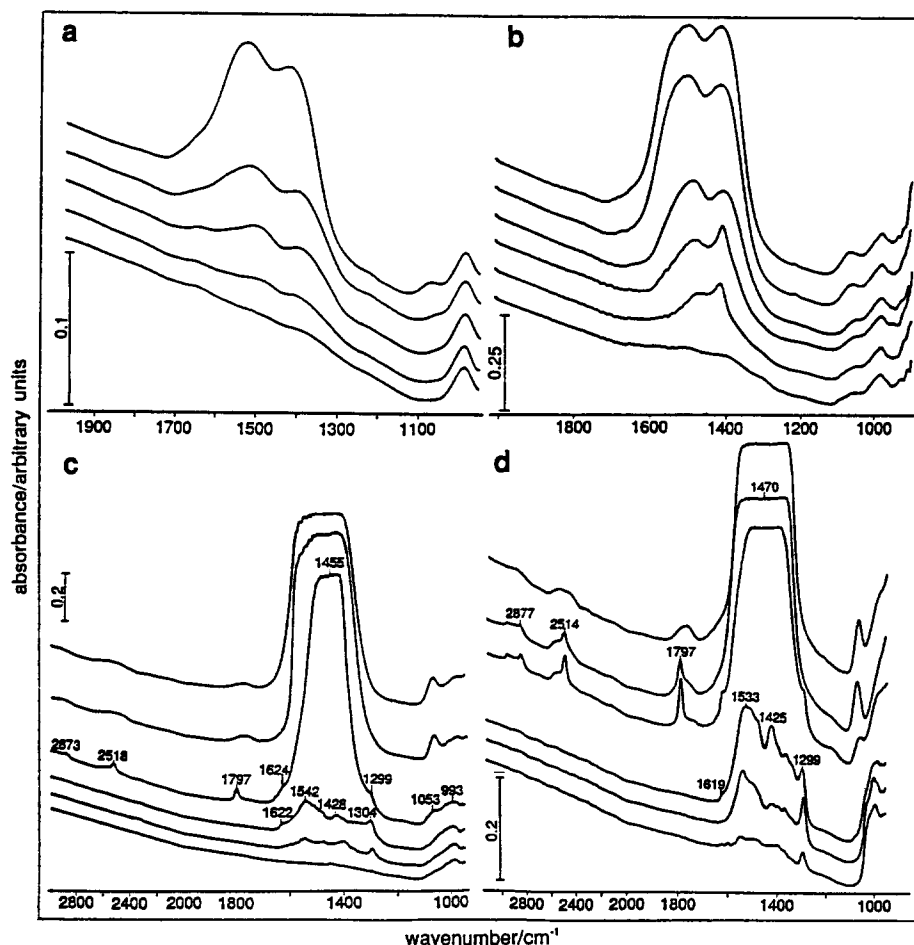 a
b
0.1
0.25
1900 1700 1500 1300 1100
1800 1600 1400 1200 1000
absorbance/arbitrary units
c
d
0.2
1455
2873
2518
1797
1624
1299
1053
993
1622
1542
1428
1304
2800 2000 1800 1400 1000
1470
2877
2514
1797
1533
1425
1299
1619
0.2
2800 2400 2000 1800 1400 1000
wavenumber/cm-1